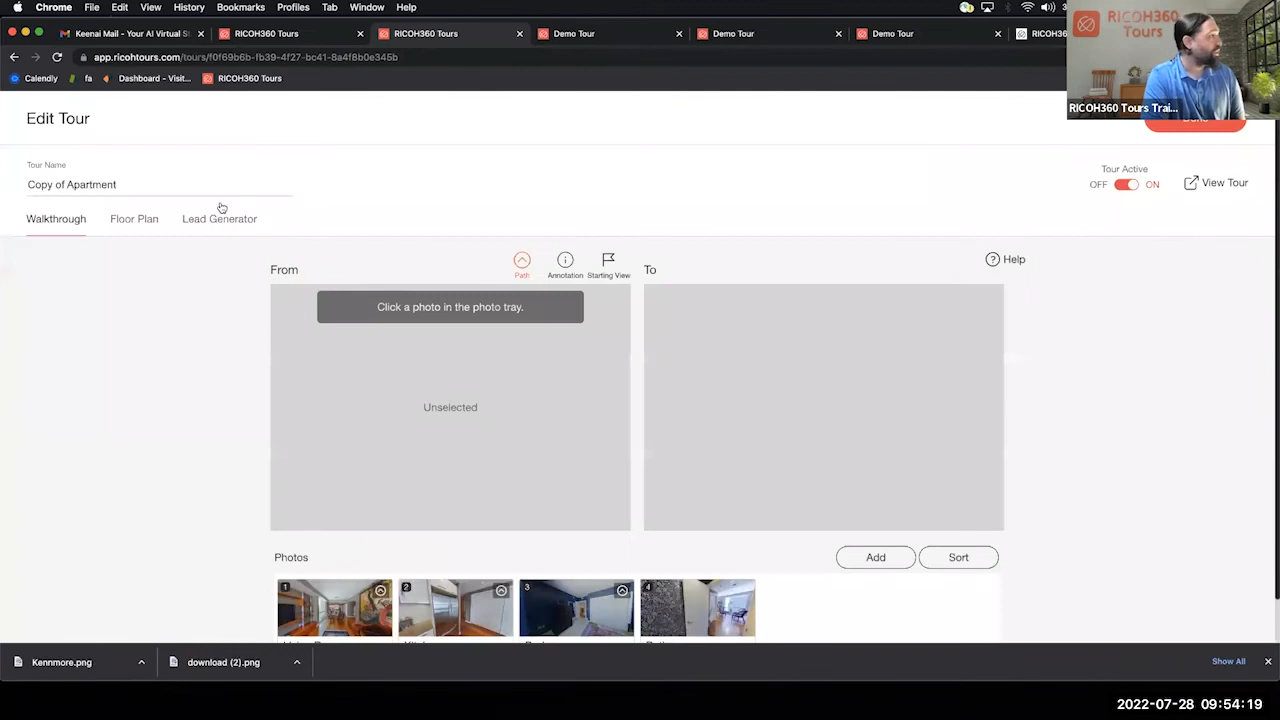 Chrome File Edit View History Bookmarks Profiles Tab Window Help
Keenai Mail - Your AI Virtual St RICOH360 Tours RICOH360 Tours Demo Tour Demo Tour Demo Tour RICOH360
app.ricohtours.com/tours/f0f69b6b-fb39-4f27-bc41-8a4f8b0e345b
Calendly fa Dashboard - Visit... RICOH360 Tours
RICOH360
Tours
RICOH360 Tours Trai...
Edit Tour
Tour Name
Copy of Apartment
Tour Active
OFF ON
View Tour
Walkthrough Floor Plan Lead Generator
From
Path Annotation Starting View
To
Help
Click a photo in the photo tray.
Unselected
Photos
Add Sort
1 2 3 4
Kennmore.png download (2).png Show All
2022-07-28 09:54:19